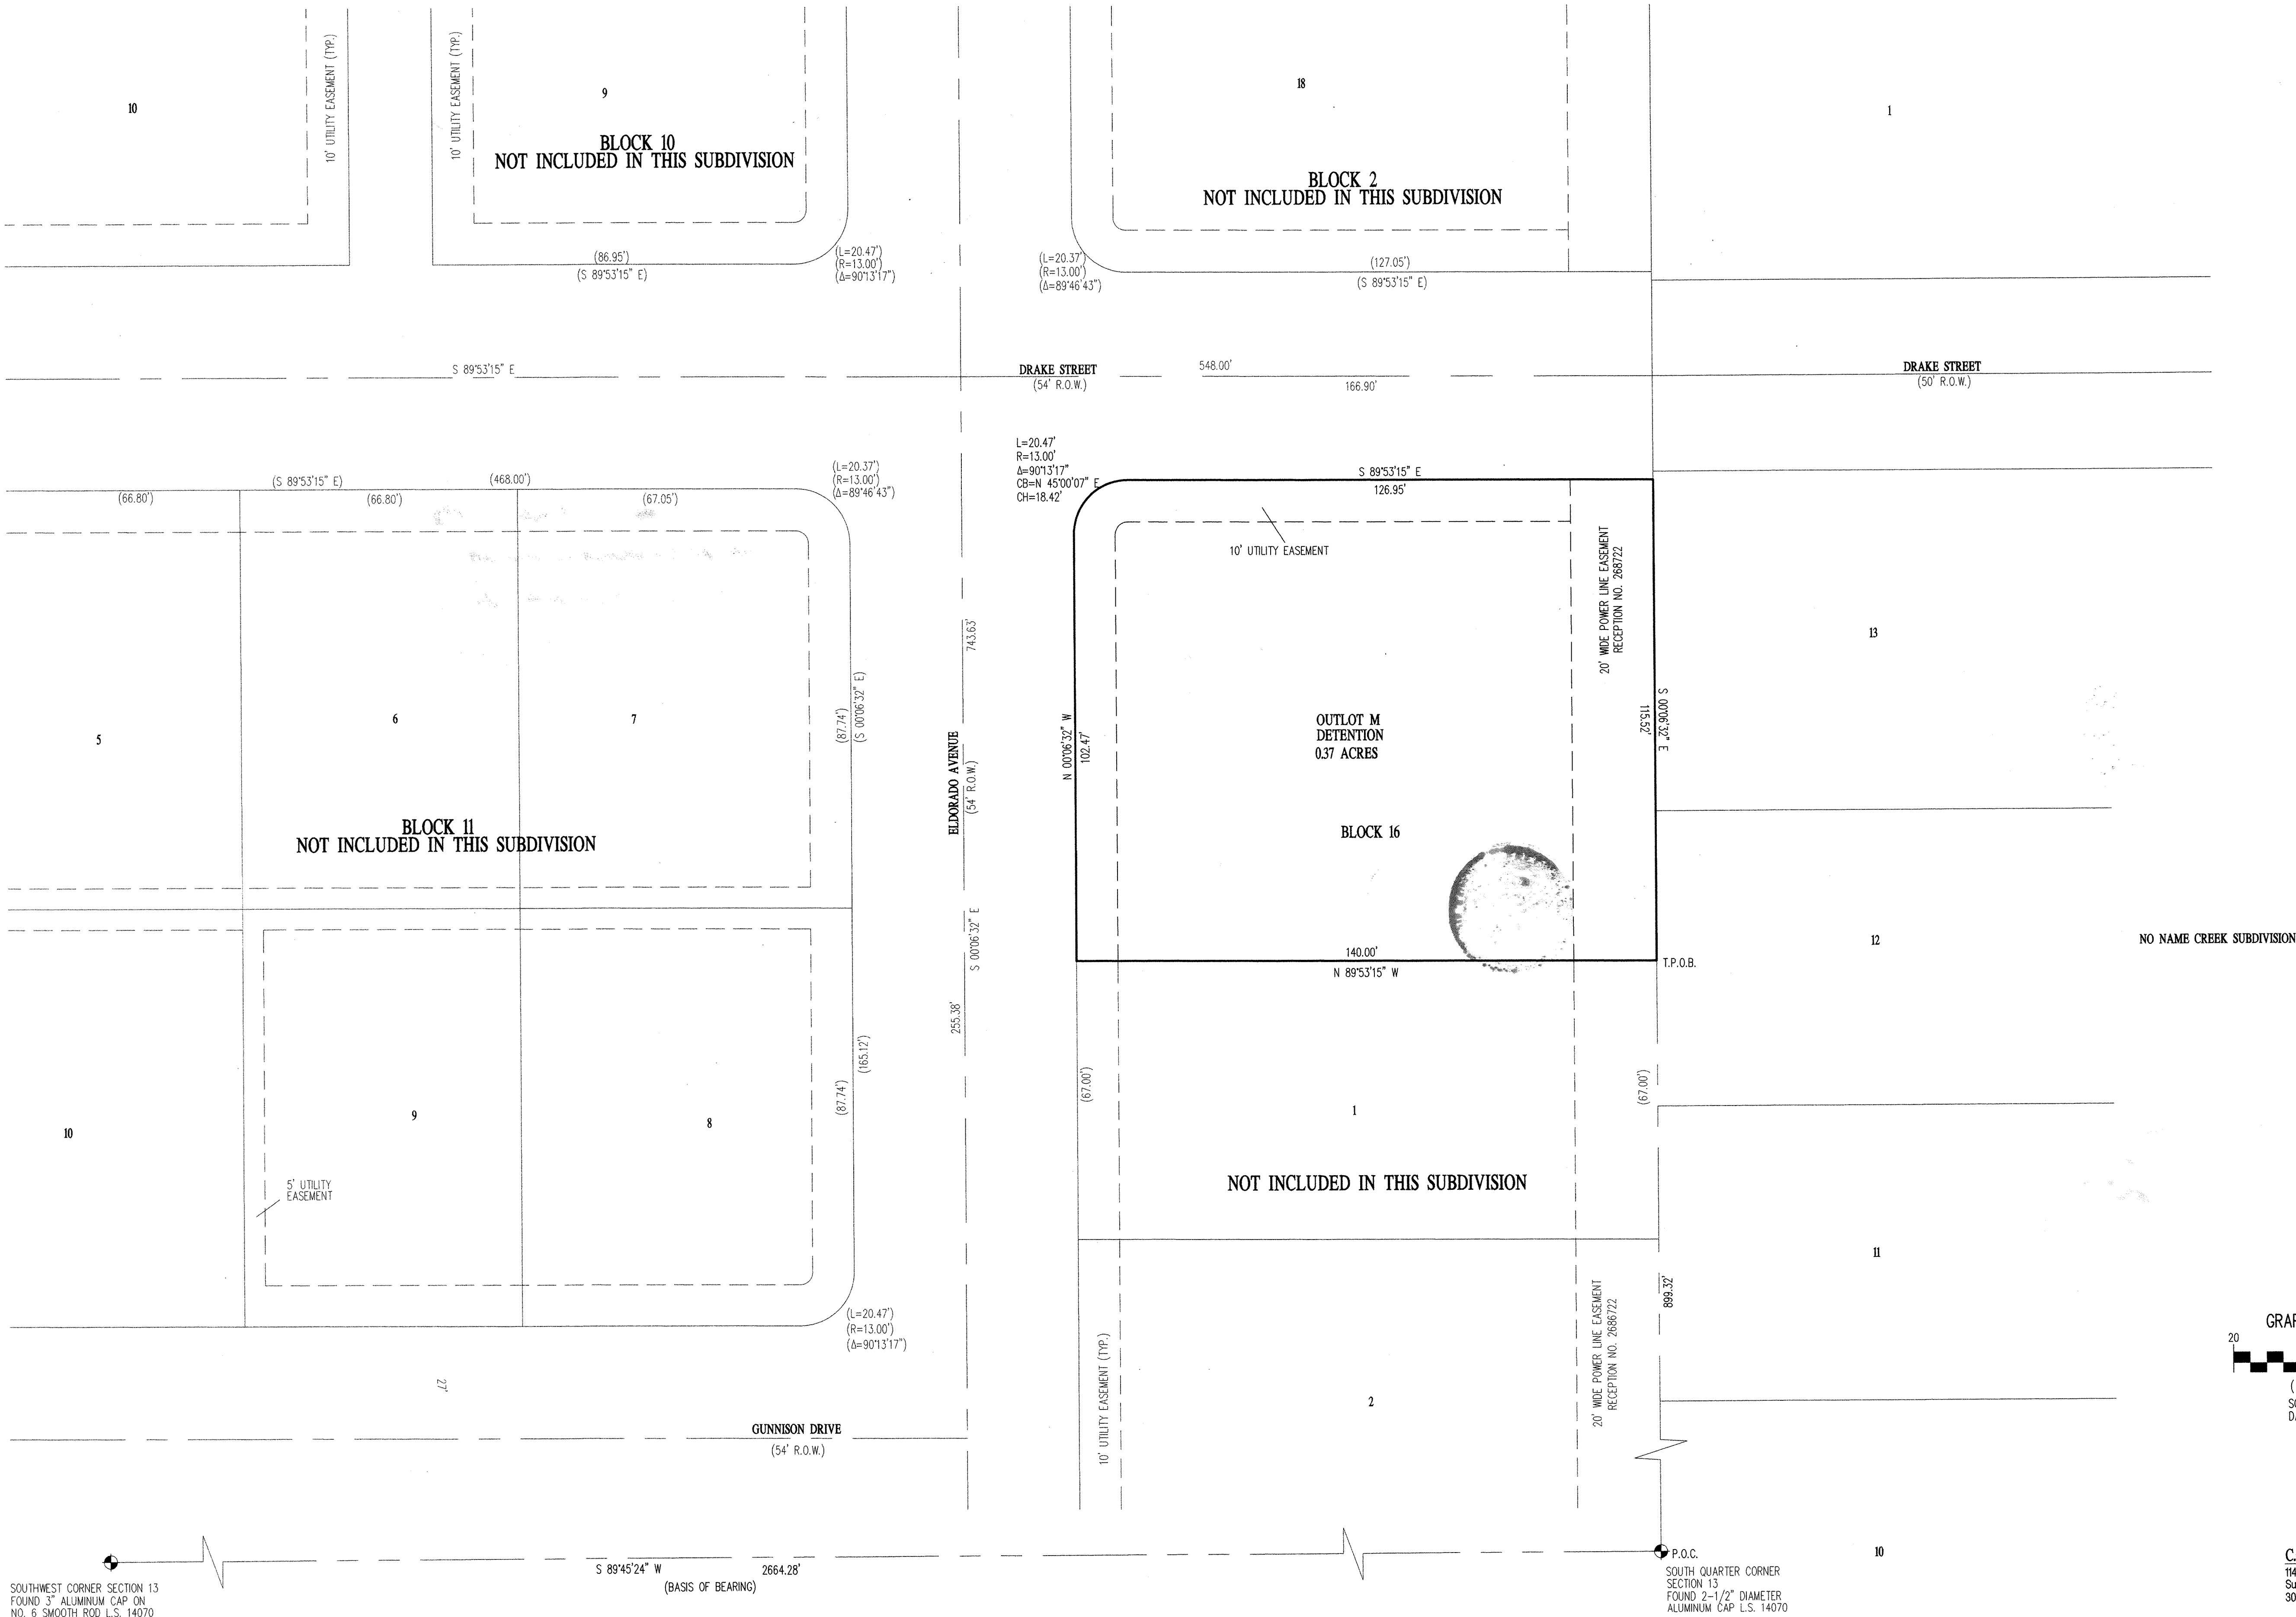 10
10' UTILITY EASEMENT (TYP.)
10' UTILITY EASEMENT (TYP.)
9
BLOCK 10
NOT INCLUDED IN THIS SUBDIVISION
(86.95')
(S 89°53'15" E)
(L=20.47')
(R=13.00')
(Δ=90°13'17")
18
BLOCK 2
NOT INCLUDED IN THIS SUBDIVISION
(L=20.37')
(R=13.00')
(Δ=89°46'43")
(127.05')
(S 89°53'15" E)
1
S 89°53'15" E
DRAKE STREET
(54' R.O.W.)
548.00'
166.90'
DRAKE STREET
(50' R.O.W.)
(S 89°53'15" E)
(468.00')
(66.80')
(66.80')
(67.05')
(L=20.37')
(R=13.00')
(Δ=89°46'43")
L=20.47'
R=13.00'
Δ=90°13'17"
CB=N 45°00'07" E
CH=18.42'
S 89°53'15" E
126.95'
10' UTILITY EASEMENT
20' WIDE POWER LINE EASEMENT
RECEPTION NO. 268722
5
6
7
(87.74')
(S 00°06'32" E)
BLOCK 11
NOT INCLUDED IN THIS SUBDIVISION
743.63'
ELDORADO AVENUE
(54' R.O.W.)
S 00°06'32" E
255.38'
N 00°06'32" W
102.47'
OUTLOT M
DETENTION
0.37 ACRES
BLOCK 16
115.52'
S 00°06'32" E
140.00'
N 89°53'15" W
T.P.O.B.
13
12
NO NAME CREEK SUBDIVISION
10
9
8
5' UTILITY
EASEMENT
(87.74')
(165.12')
(67.00')
(67.00')
1
NOT INCLUDED IN THIS SUBDIVISION
11
899.32'
(L=20.47')
(R=13.00')
(Δ=90°13'17")
27'
GUNNISON DRIVE
(54' R.O.W.)
10' UTILITY EASEMENT (TYP.)
2
20' WIDE POWER LINE EASEMENT
RECEPTION NO. 2686722
GRAP
20
(
SC
DA
S 89°45'24" W
2664.28'
(BASIS OF BEARING)
SOUTHWEST CORNER SECTION 13
FOUND 3" ALUMINUM CAP ON
NO. 6 SMOOTH ROD L.S. 14070
P.O.C.
SOUTH QUARTER CORNER
SECTION 13
FOUND 2-1/2" DIAMETER
ALUMINUM CAP L.S. 14070
10
C.
114
Su
30